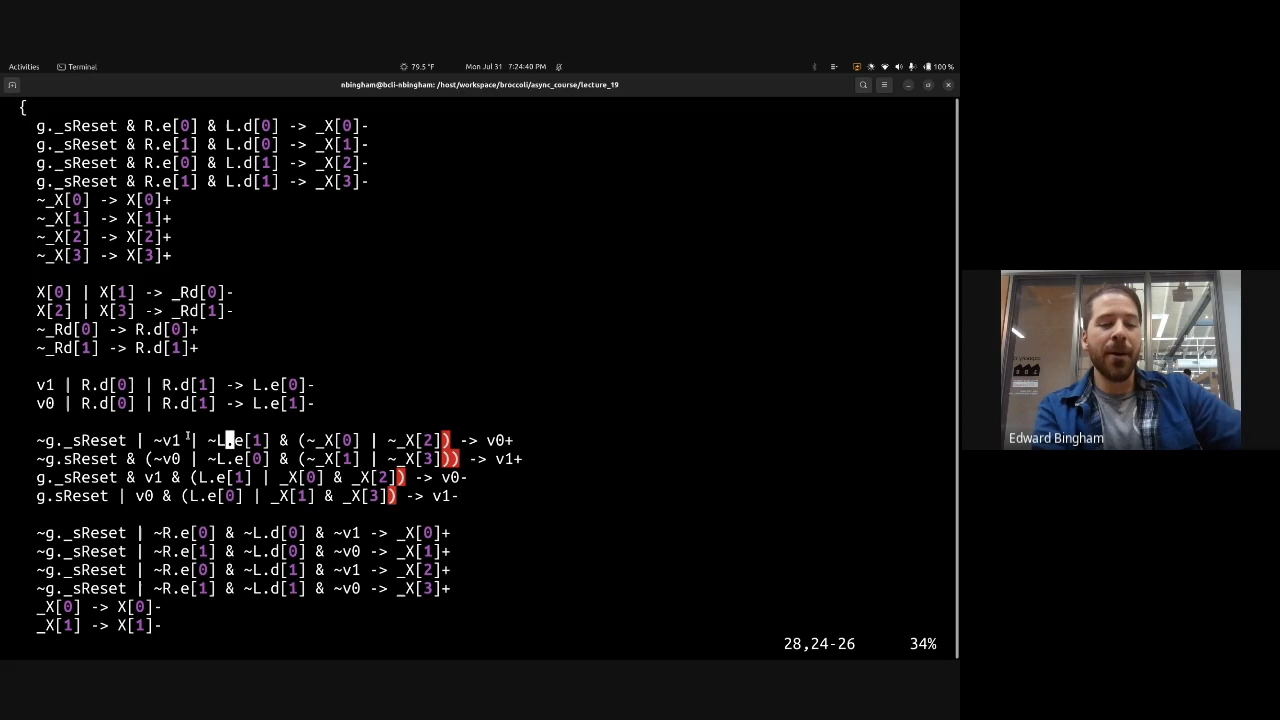 Activities Terminal 79.5 °F Mon Jul 31 7:24:40 PM 100 %
nbingham@bcli-nbingham: /host/workspace/broccoli/async_course/lecture_19
{
g._sReset & R.e[0] & L.d[0] -> _X[0]-
g._sReset & R.e[1] & L.d[0] -> _X[1]-
g._sReset & R.e[0] & L.d[1] -> _X[2]-
g._sReset & R.e[1] & L.d[1] -> _X[3]-
~_X[0] -> X[0]+
~_X[1] -> X[1]+
~_X[2] -> X[2]+
~_X[3] -> X[3]+
X[0] | X[1] -> _Rd[0]-
X[2] | X[3] -> _Rd[1]-
~_Rd[0] -> R.d[0]+
~_Rd[1] -> R.d[1]+
v1 | R.d[0] | R.d[1] -> L.e[0]-
v0 | R.d[0] | R.d[1] -> L.e[1]-
~g._sReset | ~v1 | ~L.e[1] & (~_X[0] | ~_X[2]) -> v0+
~g.sReset & (~v0 | ~L.e[0] & (~_X[1] | ~_X[3])) -> v1+
g._sReset & v1 & (L.e[1] | _X[0] & _X[2]) -> v0-
g.sReset | v0 & (L.e[0] | _X[1] & _X[3]) -> v1-
~g._sReset | ~R.e[0] & ~L.d[0] & ~v1 -> _X[0]+
~g._sReset | ~R.e[1] & ~L.d[0] & ~v0 -> _X[1]+
~g._sReset | ~R.e[0] & ~L.d[1] & ~v1 -> _X[2]+
~g._sReset | ~R.e[1] & ~L.d[1] & ~v0 -> _X[3]+
_X[0] -> X[0]-
_X[1] -> X[1]-
28,24-26 34%
Edward Bingham